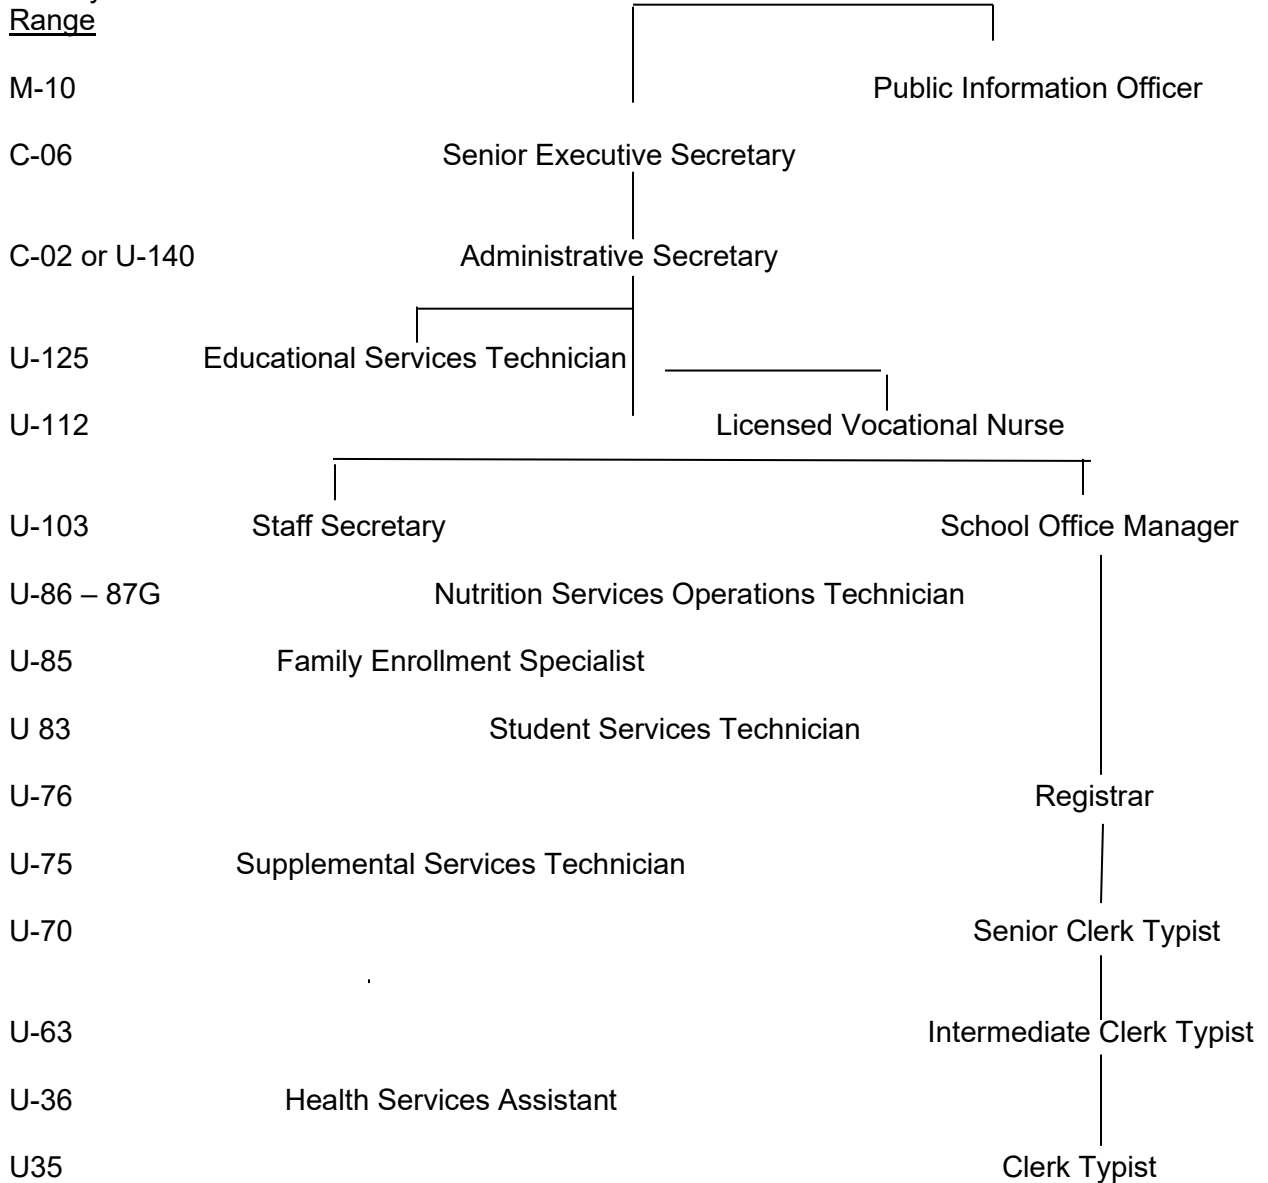 Range
M-10 Public Information Officer
C-06 Senior Executive Secretary
C-02 or U-140 Administrative Secretary
U-125 Educational Services Technician
U-112 Licensed Vocational Nurse
U-103 Staff Secretary School Office Manager
U-86 – 87G Nutrition Services Operations Technician
U-85 Family Enrollment Specialist
U 83 Student Services Technician
U-76 Registrar
U-75 Supplemental Services Technician
U-70 Senior Clerk Typist
U-63 Intermediate Clerk Typist
U-36 Health Services Assistant
U35 Clerk Typist